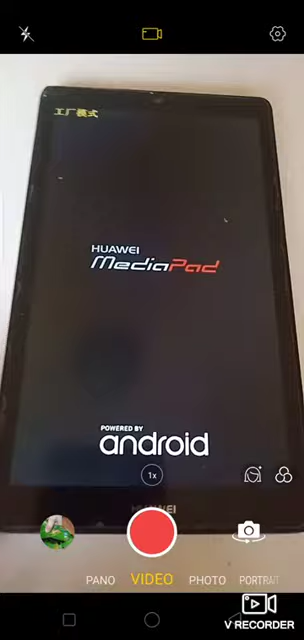 工厂模式
HUAWEI
MediaPad
POWERED BY
android
1x
HUAWEI
PANO VIDEO PHOTO PORTRAIT
V RECORDER